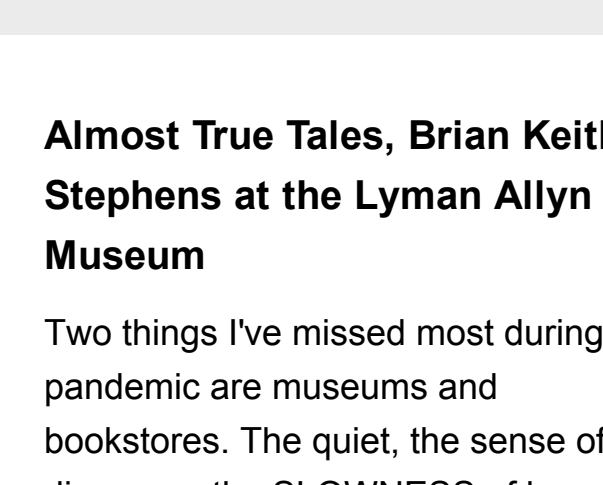 Almost True Tales, Brian Keith
Stephens at the Lyman Allyn
Museum
Two things I've missed most during
pandemic are museums and
bookstores. The quiet, the sense of